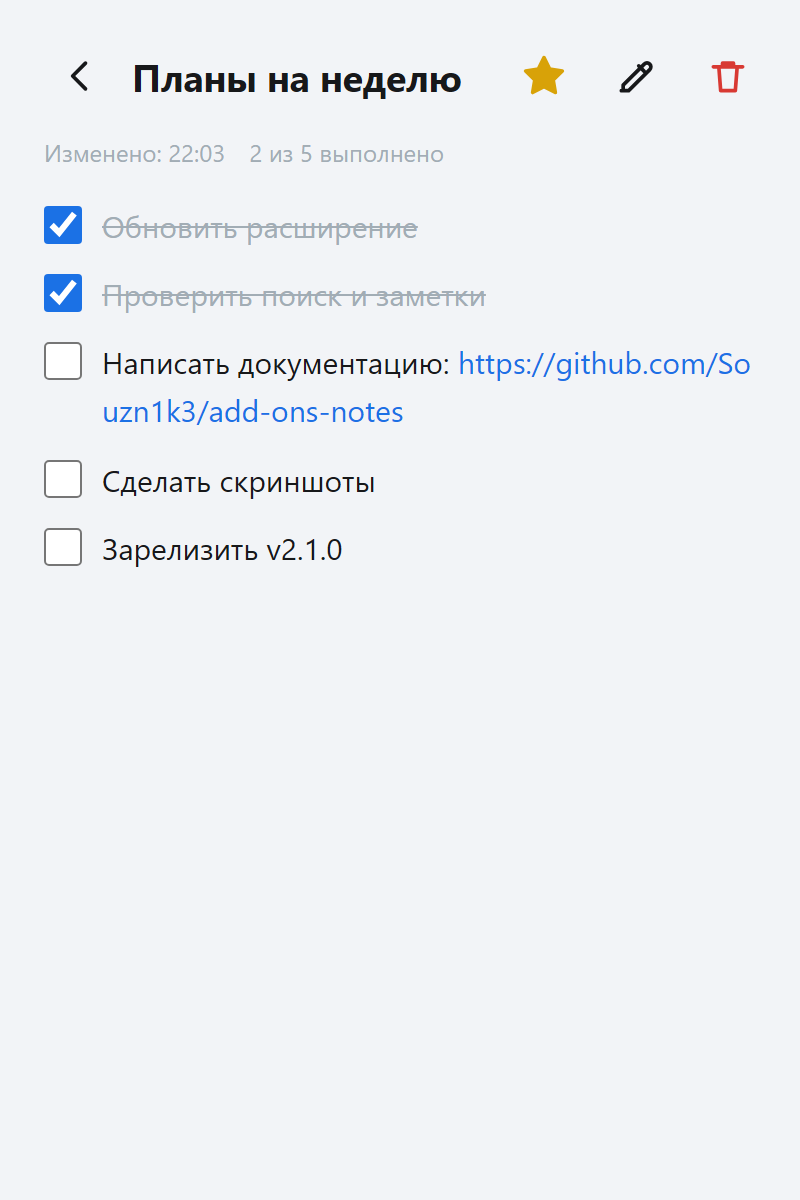 Планы на неделю
Изменено: 22:03 2 из 5 выполнено
Обновить расширение
Проверить поиск и заметки
Написать документацию: https://github.com/So
uzn1k3/add-ons-notes
Сделать скриншоты
Зарелизить v2.1.0